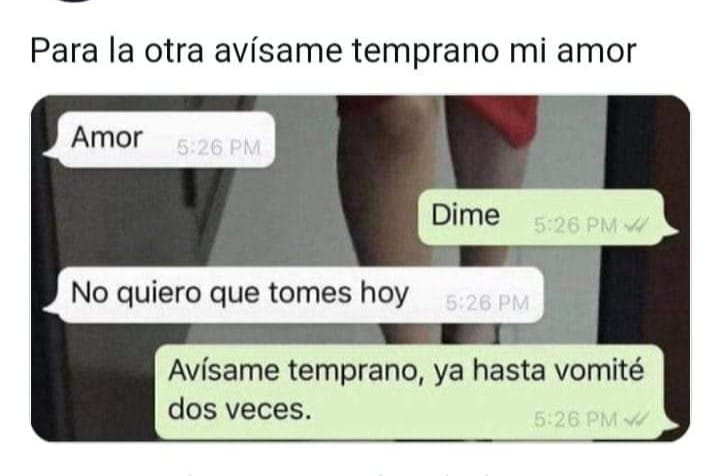 Para la otra avísame temprano mi amor
Amor 5:26 PM
Dime 5:26 PM
No quiero que tomes hoy 5:26 PM
Avísame temprano, ya hasta vomité
dos veces. 5:26 PM